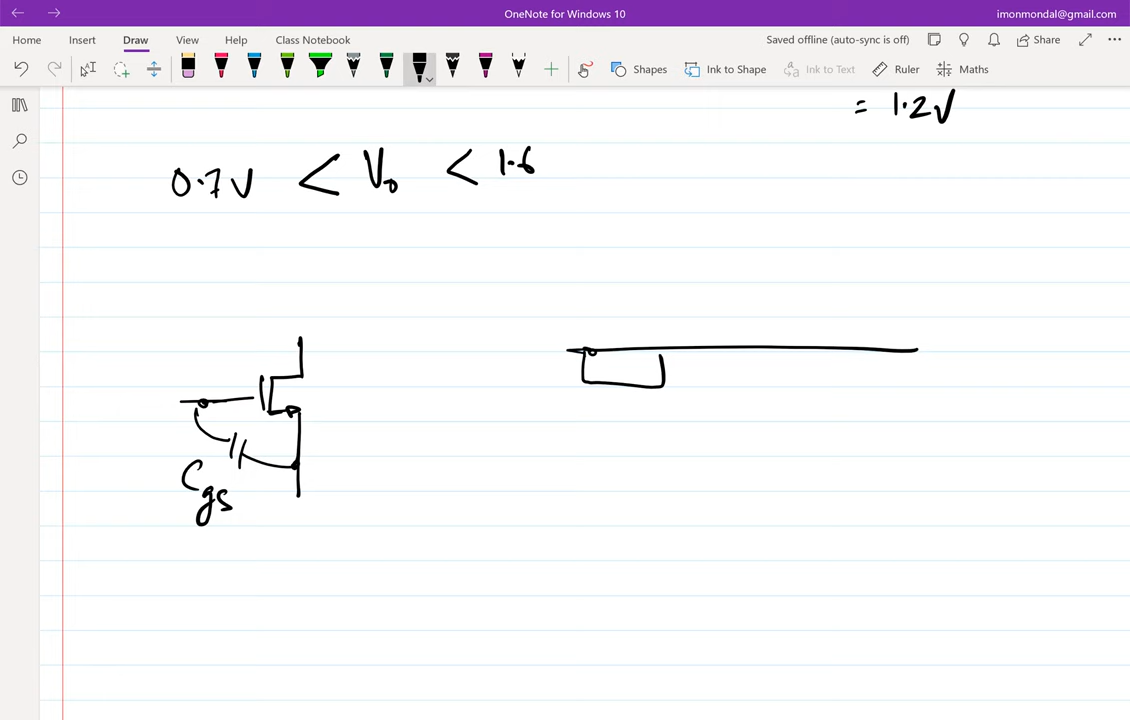 OneNote for Windows 10
imonmondal@gmail.com
Home Insert Draw View Help Class Notebook
Saved offline (auto-sync is off) Share
Shapes Ink to Shape Ink to Text Ruler Maths
= 1.2V
0.7V < V₀ < 1.6
Cgs